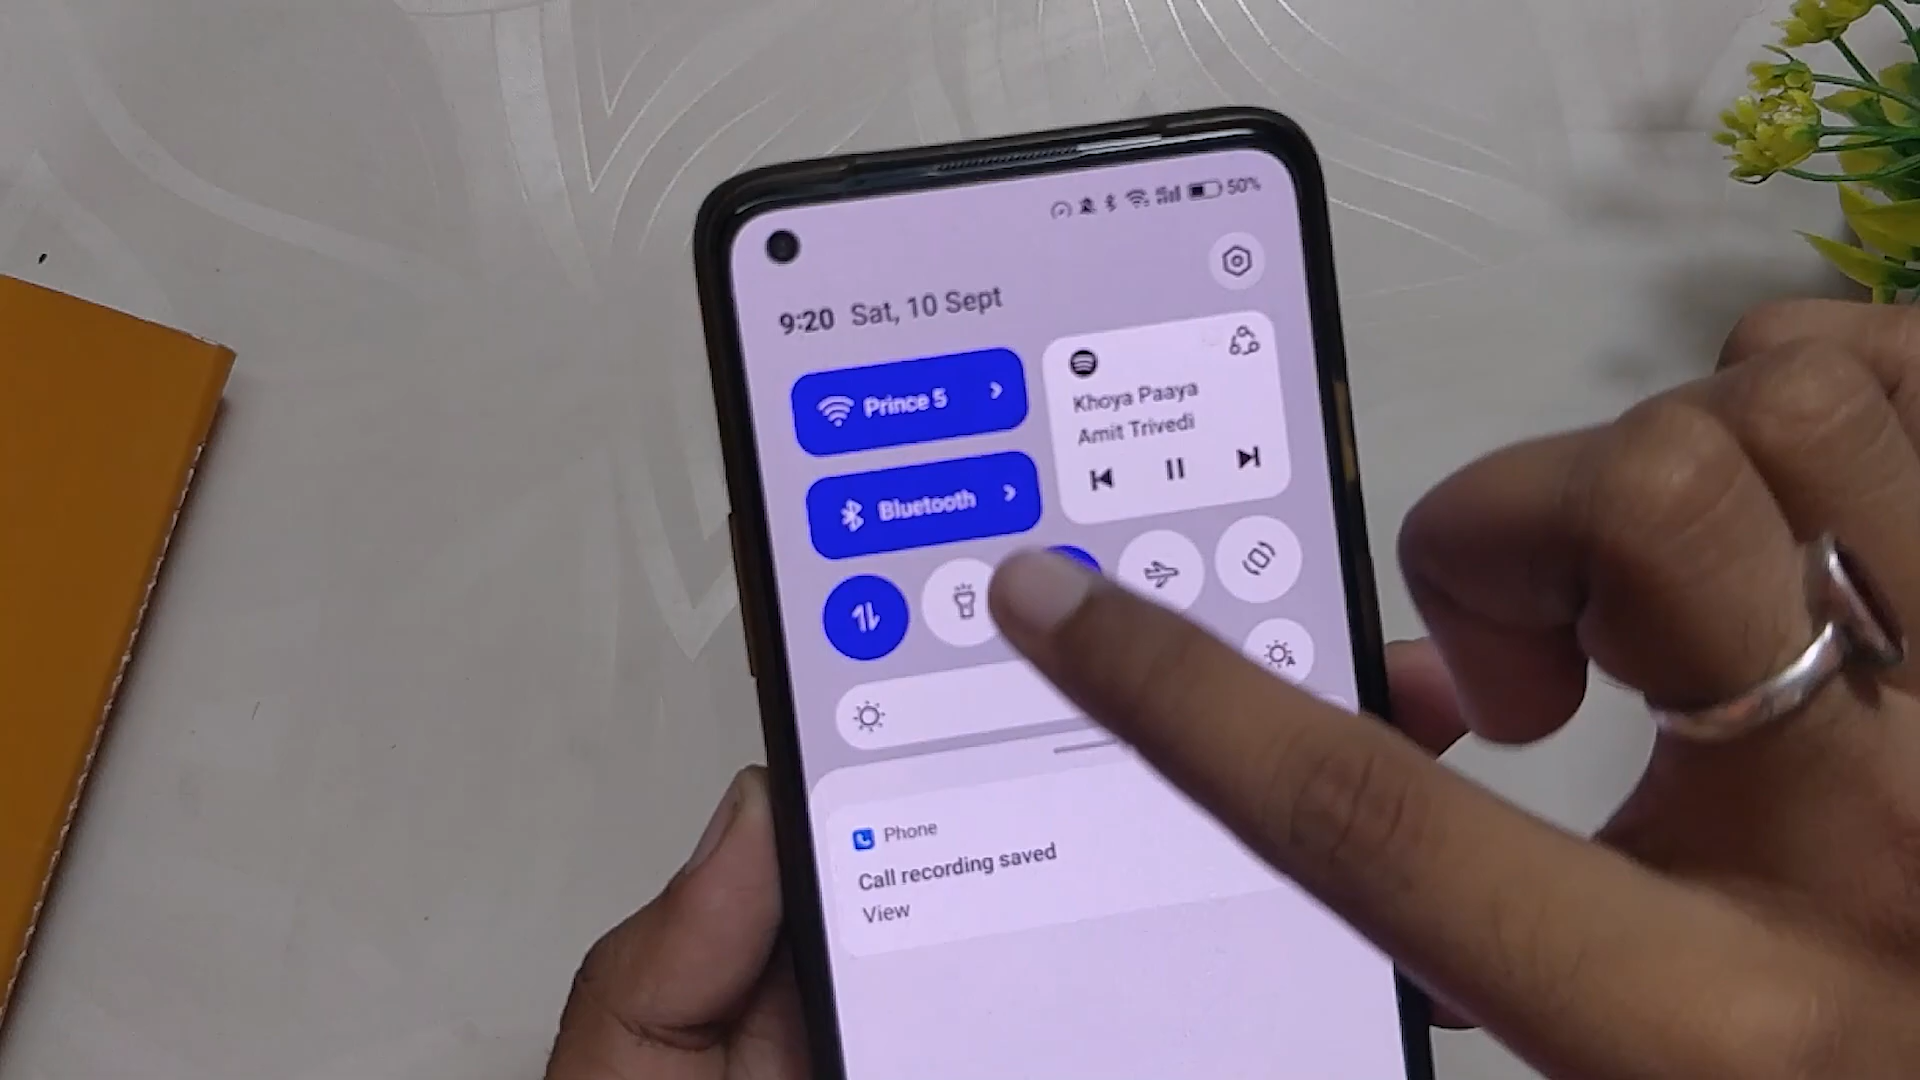 50%
9:20 Sat, 10 Sept
Prince 5
Khoya Paaya
Amit Trivedi
Bluetooth
Phone
Call recording saved
View